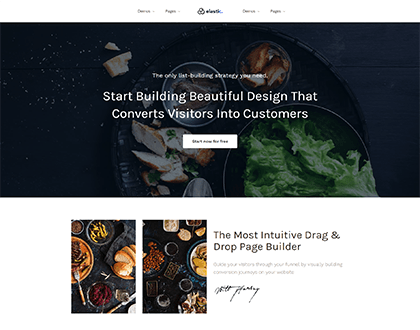 Demos Pages elastic. Demos Pages
The only list-building strategy you need.
Start Building Beautiful Design That
Converts Visitors Into Customers
Start now for free
The Most Intuitive Drag &
Drop Page Builder
Guide your visitors through your funnel by visually building
conversion journeys on your website.